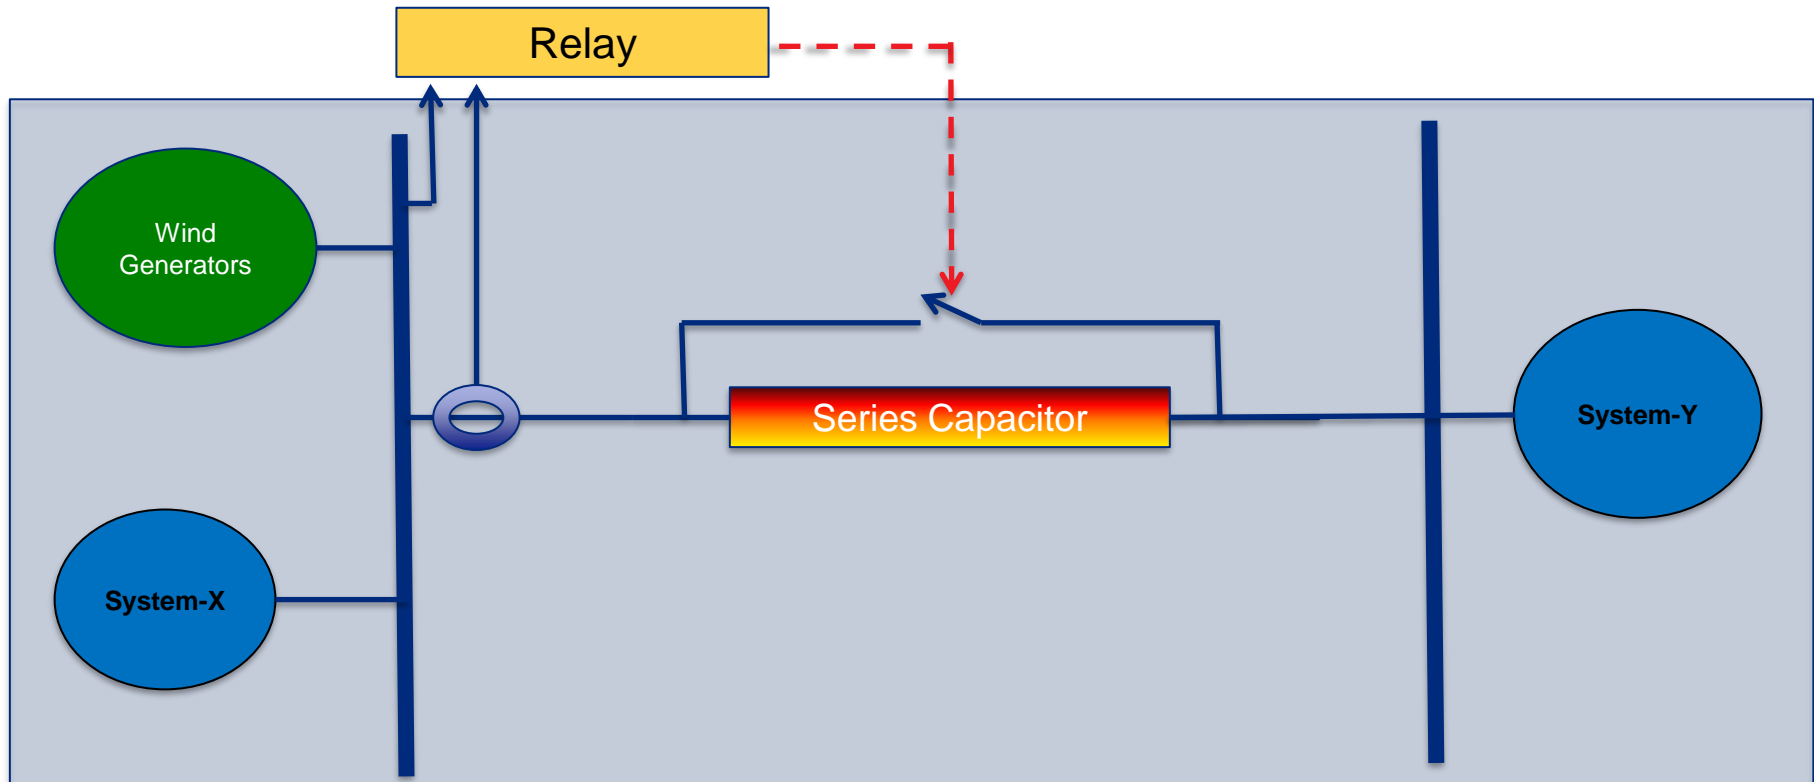 Relay
Wind
Generators
Series Capacitor
System-Y
System-X